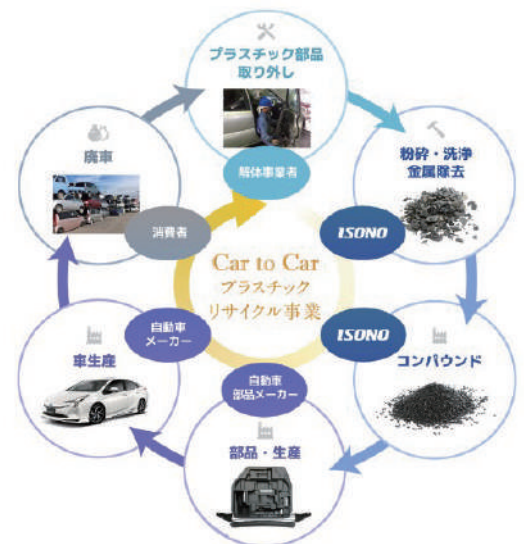 プラスチック部品
取り外し
解体事業者
粉砕・洗浄
金属除去
ISONO
ISONO
コンパウンド
自動車
部品メーカー
部品・生産
自動車
メーカー
車生産
廃車
消費者
Car to Car
プラスチック
リサイクル事業